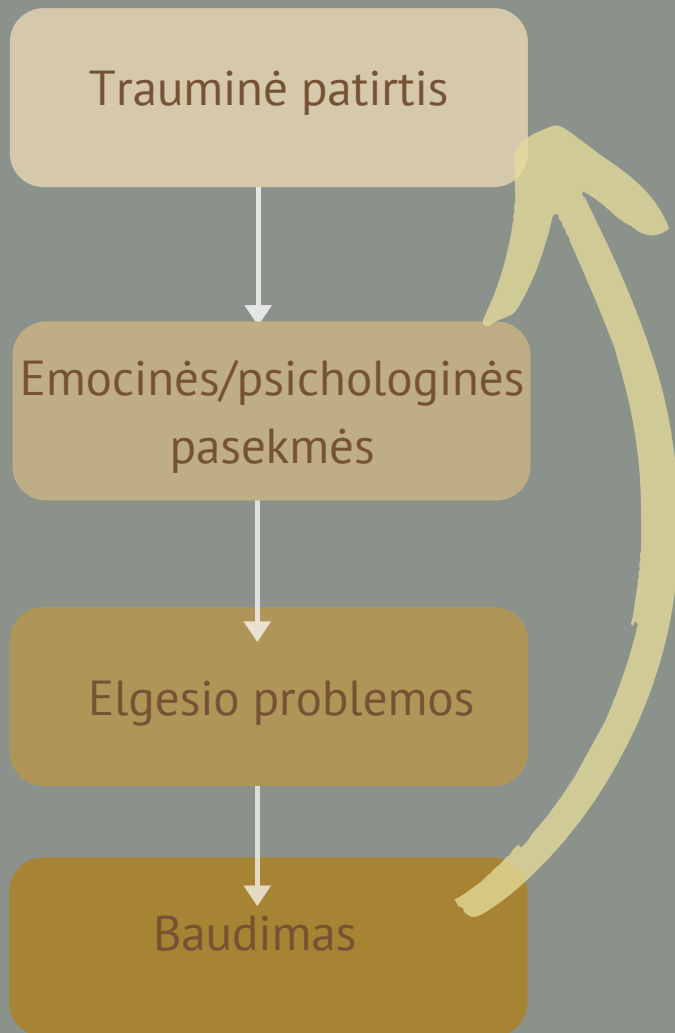 Trauminė patirtis
Emocinės/psichologinės
pasekmės
Elgesio problemos
Baudimas